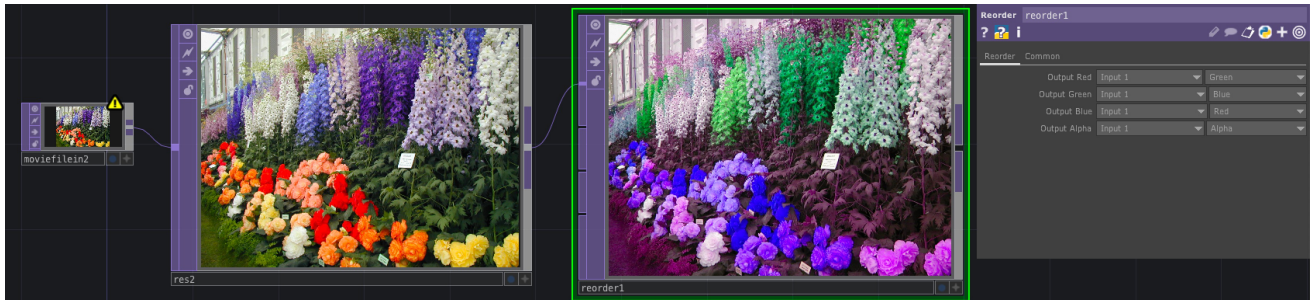 moviefilein2
res2
reorder1
Reorder reorder1
? ? i
Reorder Common
Output Red Input 1 Green
Output Green Input 1 Blue
Output Blue Input 1 Red
Output Alpha Input 1 Alpha